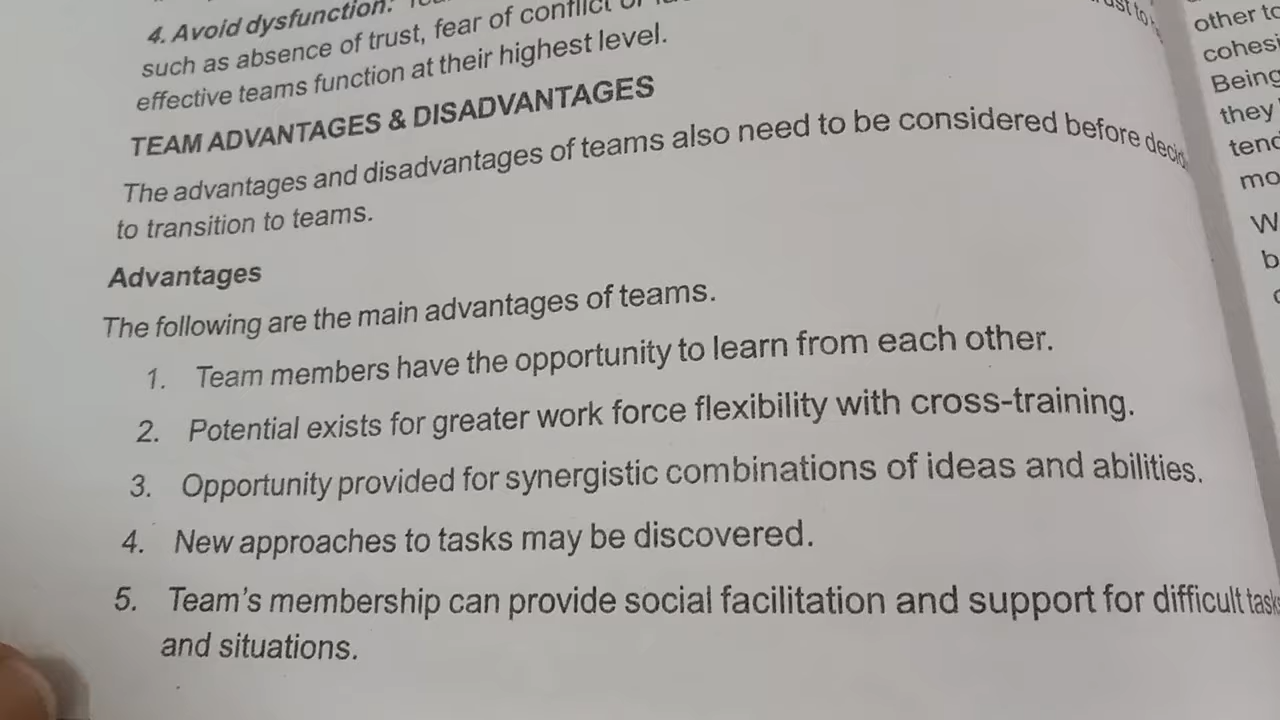 4. Avoid dysfunction:
such as absence of trust, fear of conflict or
effective teams function at their highest level.
TEAM ADVANTAGES & DISADVANTAGES
The advantages and disadvantages of teams also need to be considered before
to transition to teams.
Advantages
The following are the main advantages of teams.
1. Team members have the opportunity to learn from each other.
2. Potential exists for greater work force flexibility with cross-training.
3. Opportunity provided for synergistic combinations of ideas and abilities.
4. New approaches to tasks may be discovered.
5. Team's membership can provide social facilitation and support for difficult
and situations.
other
Being
they